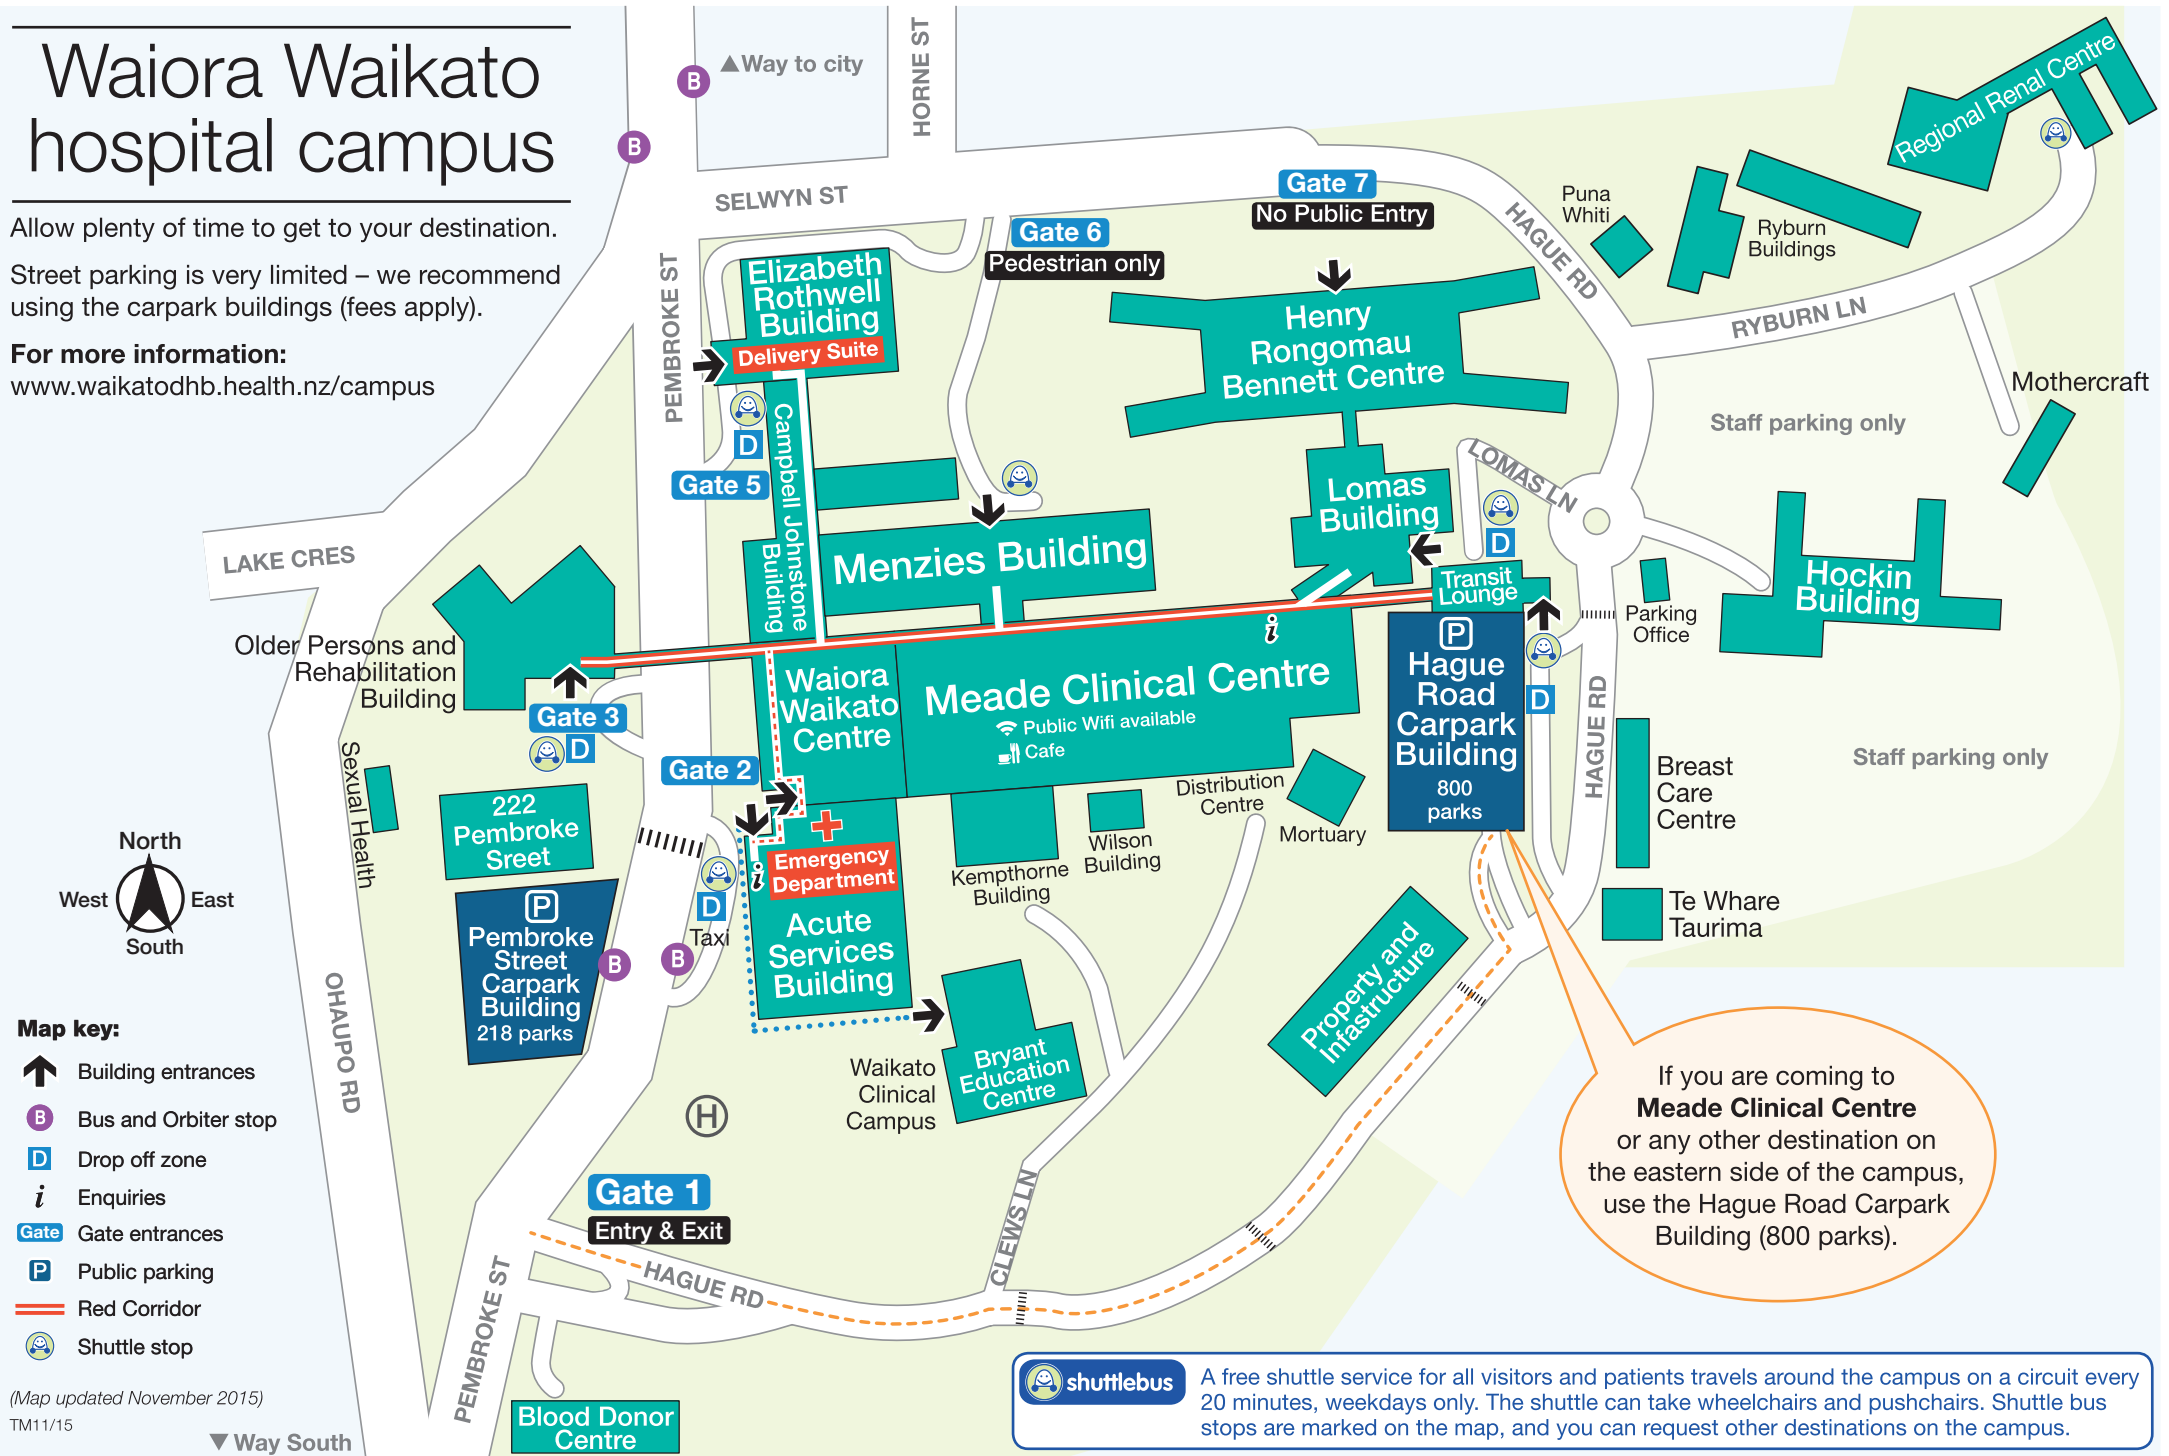 Waiora Waikato
hospital campus
Allow plenty of time to get to your destination.
Street parking is very limited – we recommend
using the carpark buildings (fees apply).
For more information:
www.waikatodhb.health.nz/campus
B
B
▲Way to city
HORNE ST
SELWYN ST
PEMBROKE ST
Gate 6
Pedestrian only
Gate 7
No Public Entry
HAGUE RD
Puna
Whiti
Ryburn
Buildings
Regional Renal Centre
RYBURN LN
Mothercraft
Staff parking only
Elizabeth
Rothwell
Building
Delivery Suite
D
Gate 5
Campbell Johnstone
Building
Menzies Building
Henry
Rongomau
Bennett Centre
Lomas
Building
LOMAS LN
D
Transit
Lounge
Parking
Office
Hockin
Building
LAKE CRES
Older Persons and
Rehabilitation
Building
Gate 3
D
Sexual Health
222
Pembroke
Sreet
P
Pembroke
Street
Carpark
Building
218 parks
B
B
Gate 2
D
Taxi
Waiora
Waikato
Centre
Meade Clinical Centre
Public Wifi available
Cafe
i
i
Emergency
Department
Acute
Services
Building
Kempthorne
Building
Wilson
Building
Distribution
Centre
Mortuary
P
Hague
Road
Carpark
Building
800
parks
D
HAGUE RD
Breast
Care
Centre
Te Whare
Taurima
Staff parking only
Property and
Infastructure
Waikato
Clinical
Campus
Bryant
Education
Centre
H
Gate 1
Entry & Exit
HAGUE RD
CLEWS LN
OHAUPO RD
PEMBROKE ST
Blood Donor
Centre
▼ Way South
If you are coming to
Meade Clinical Centre
or any other destination on
the eastern side of the campus,
use the Hague Road Carpark
Building (800 parks).
North
West
East
South
Map key:
Building entrances
B Bus and Orbiter stop
D Drop off zone
i Enquiries
Gate Gate entrances
P Public parking
Red Corridor
Shuttle stop
(Map updated November 2015)
TM11/15
shuttlebus
A free shuttle service for all visitors and patients travels around the campus on a circuit every
20 minutes, weekdays only. The shuttle can take wheelchairs and pushchairs. Shuttle bus
stops are marked on the map, and you can request other destinations on the campus.